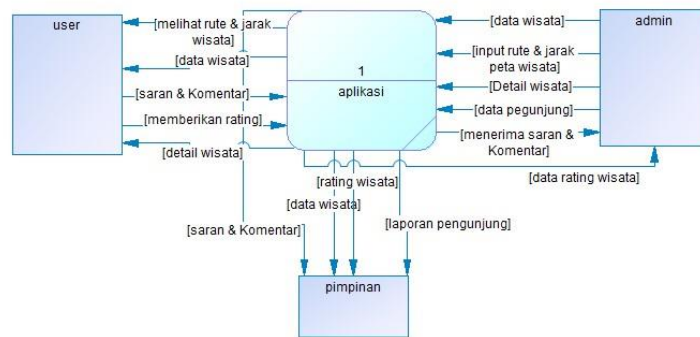 user
[melihat rute & jarak
wisata]
[data wisata]
[saran & Komentar]
[memberikan rating]
[detail wisata]
1
aplikasi
[data wisata]
[input rute & jarak
peta wisata]
[Detail wisata]
[data pegunjung]
[menerima saran &
Komentar]
[data rating wisata]
admin
[rating wisata]
[data wisata]
[saran & Komentar]
[laporan pengunjung]
pimpinan